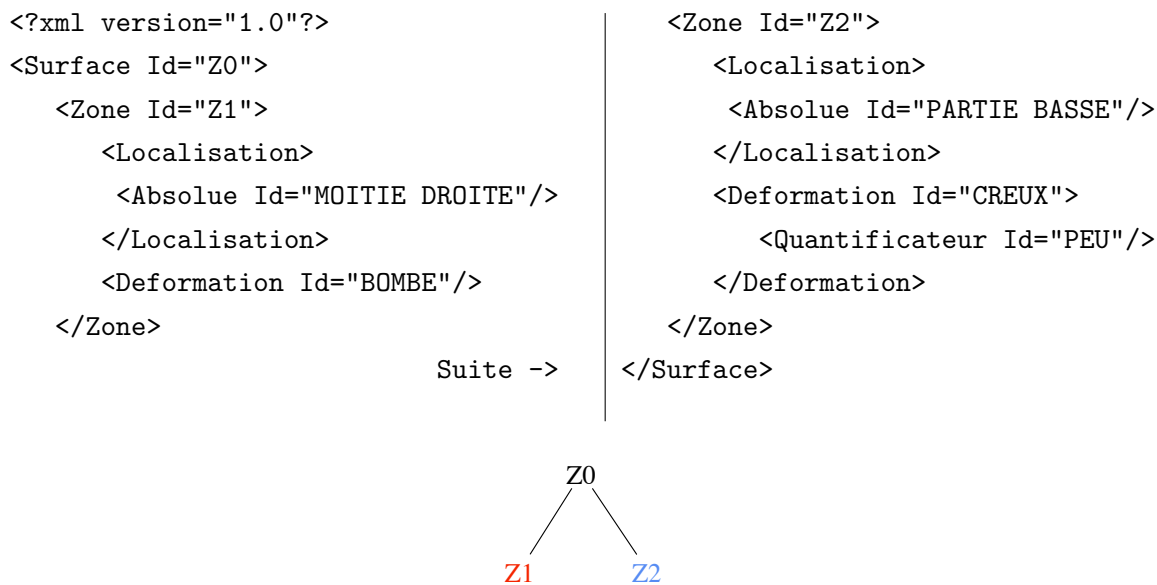 <?xml version="1.0"?>
<Surface Id="Z0">
   <Zone Id="Z1">
      <Localisation>
       <Absolue Id="MOITIE DROITE"/>
      </Localisation>
      <Deformation Id="BOMBE"/>
   </Zone>
Suite ->
   <Zone Id="Z2">
      <Localisation>
       <Absolue Id="PARTIE BASSE"/>
      </Localisation>
      <Deformation Id="CREUX">
         <Quantificateur Id="PEU"/>
      </Deformation>
   </Zone>
</Surface>
Z0
Z1 Z2